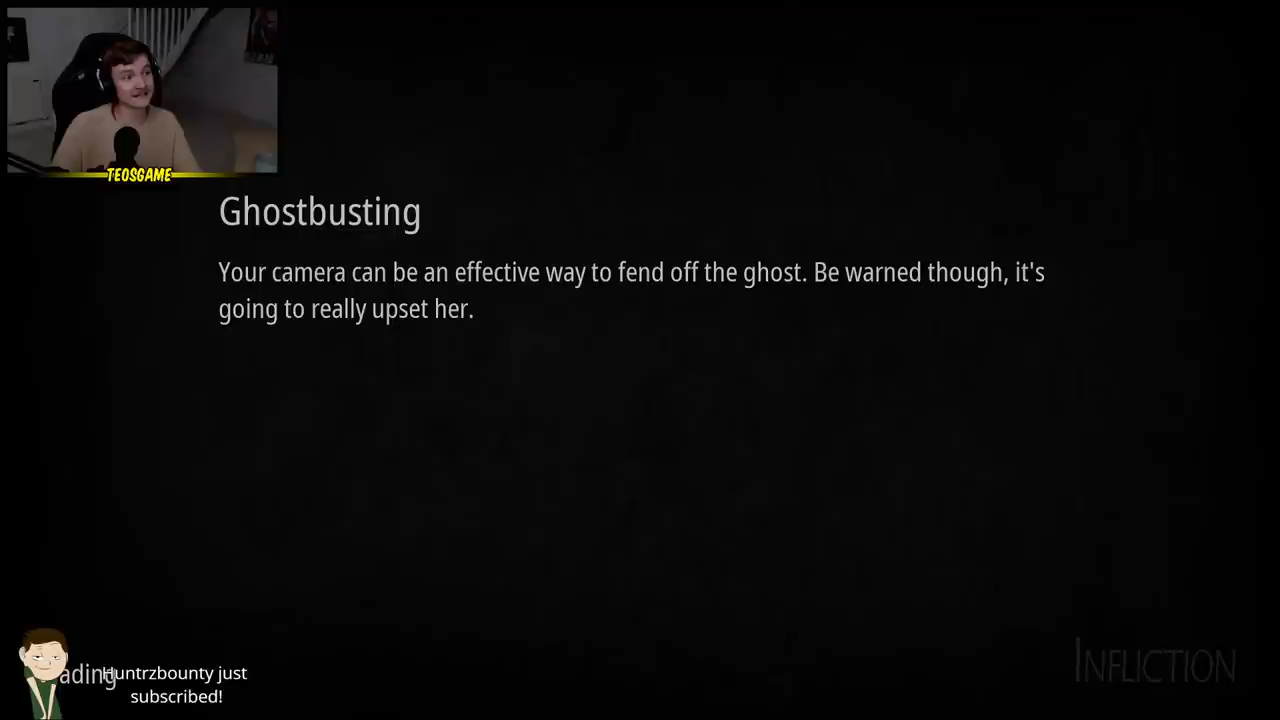 TEOSGAME
Ghostbusting
Your camera can be an effective way to fend off the ghost. Be warned though, it's
going to really upset her.
ading
Huntrzbounty just
subscribed!
INFLICTION